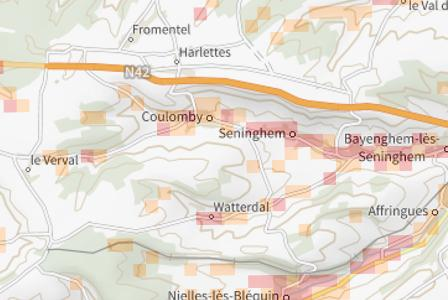 le Val d
Fromentel
Harlettes
N42
Coulomby
Seninghem
Bayenghem-lès-
Seninghem
le Verval
Watterdal
Affringues
Nielles-lès-Bléquin